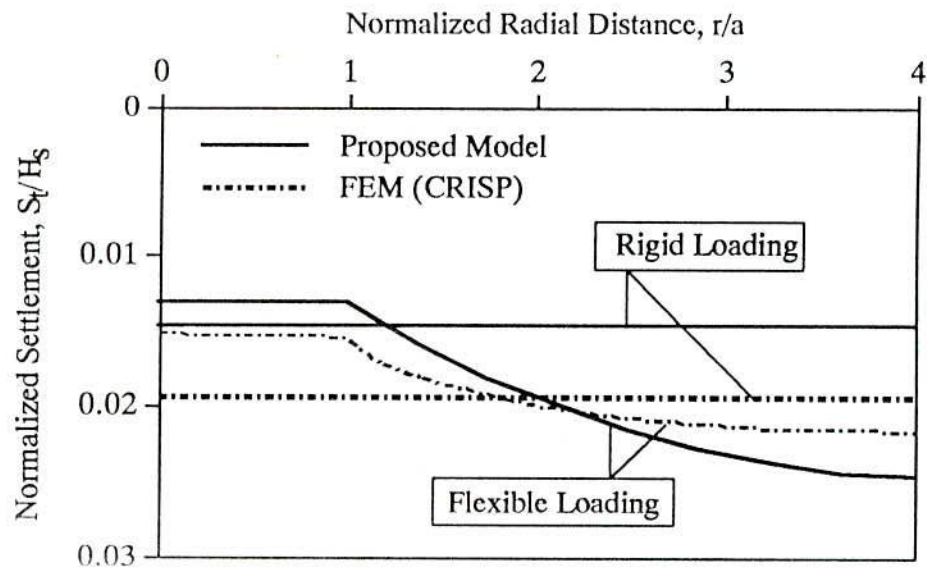 Normalized Radial Distance, r/a
0 1 2 3 4
0
0.01
0.02
0.03
Normalized Settlement, St/Hs
Proposed Model
FEM (CRISP)
Rigid Loading
Flexible Loading